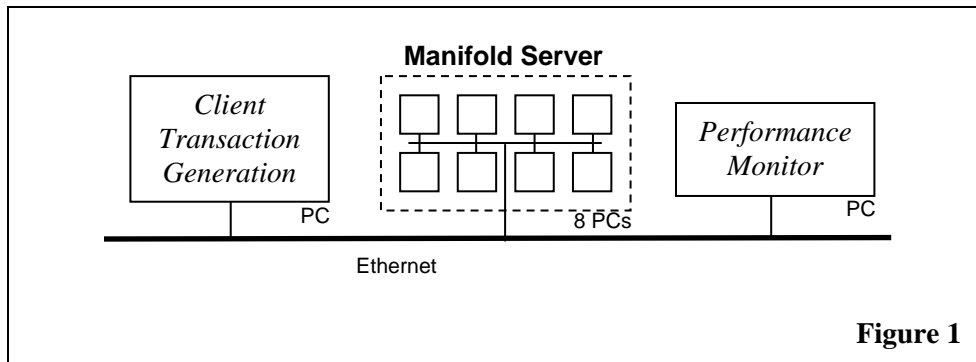 Manifold Server
Client
Transaction
Generation
PC
8 PCs
Performance
Monitor
PC
Ethernet
Figure 1